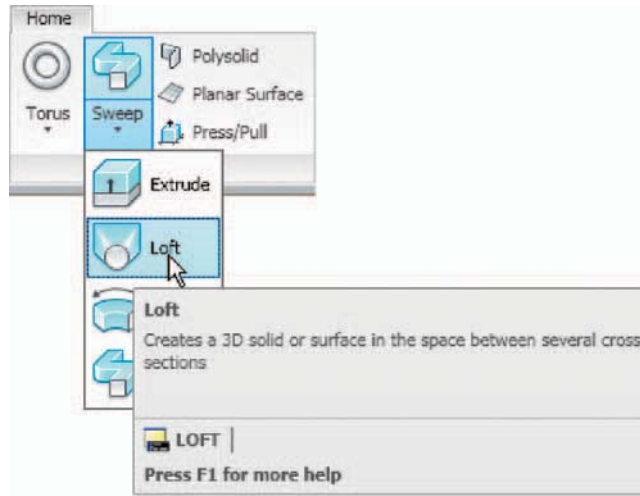 Home
Torus
Sweep
Polysolid
Planar Surface
Press/Pull
Extrude
Loft
Loft
Creates a 3D solid or surface in the space between several cross
sections
LOFT
Press F1 for more help